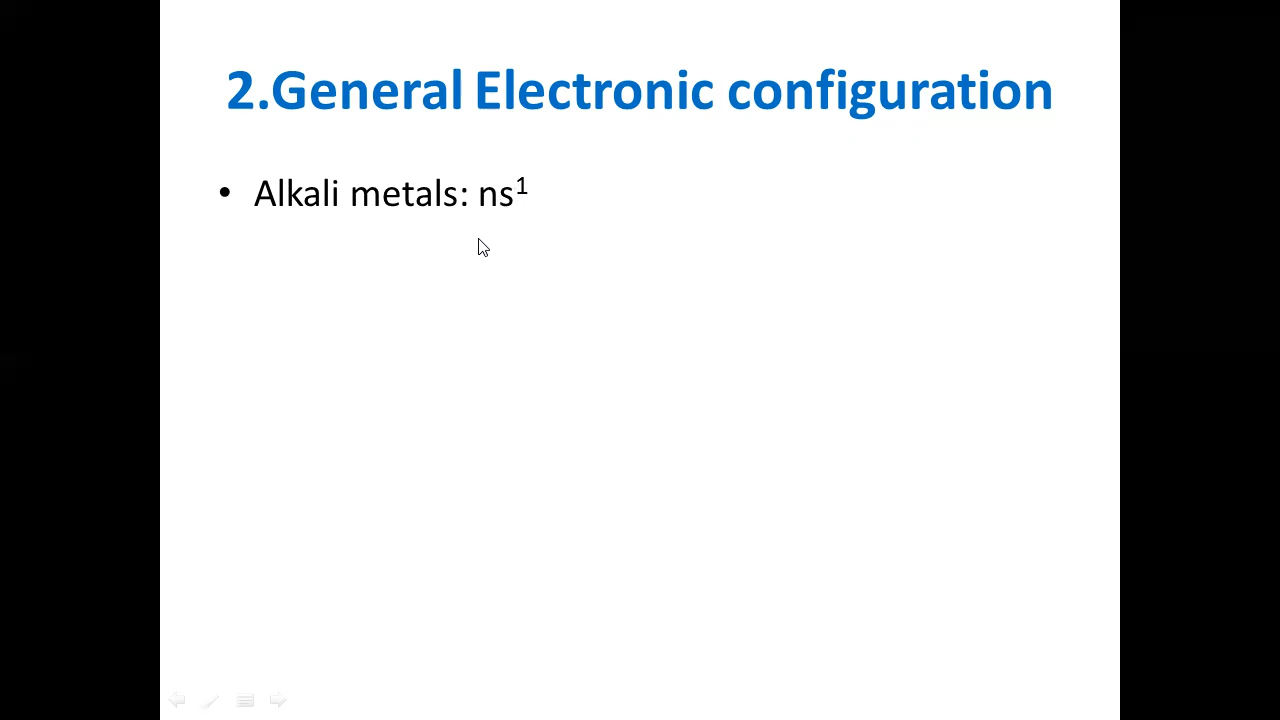 2.General Electronic configuration
• Alkali metals: ns¹